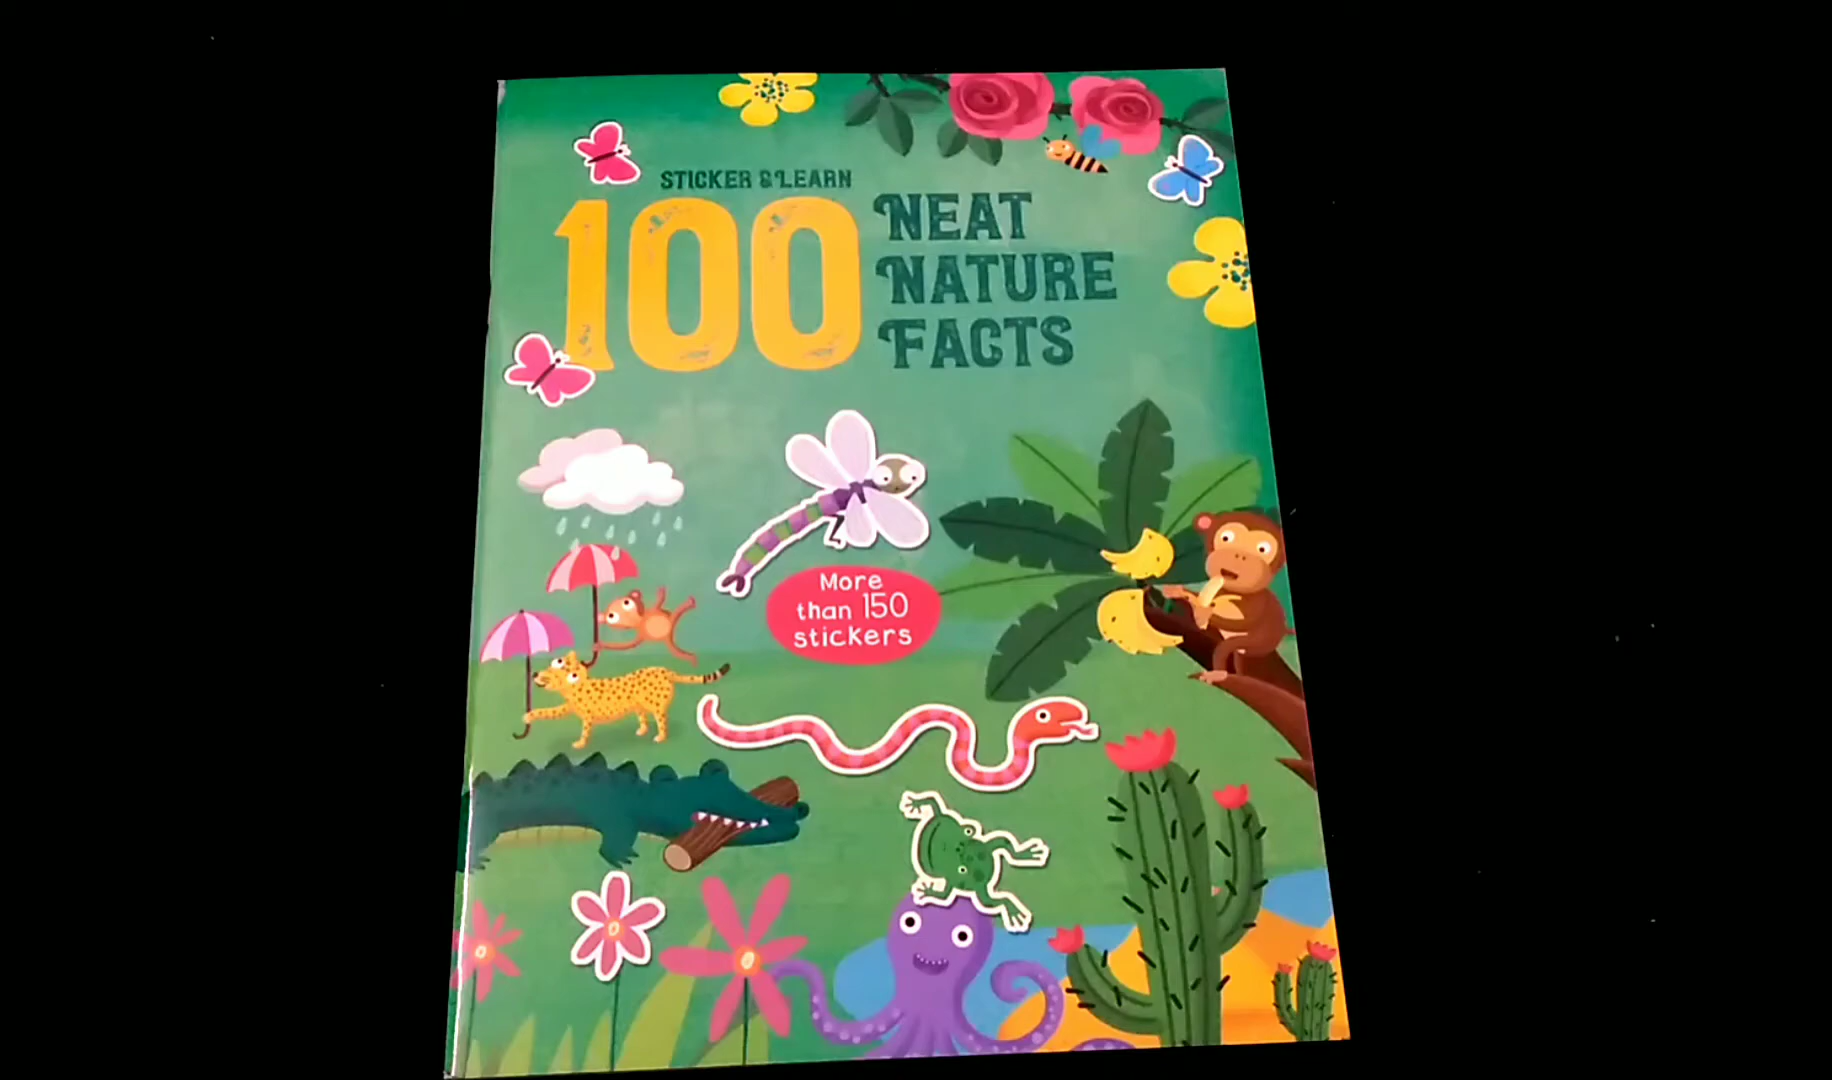 STICKER & LEARN
100
NEAT
NATURE
FACTS
More
than 150
stickers